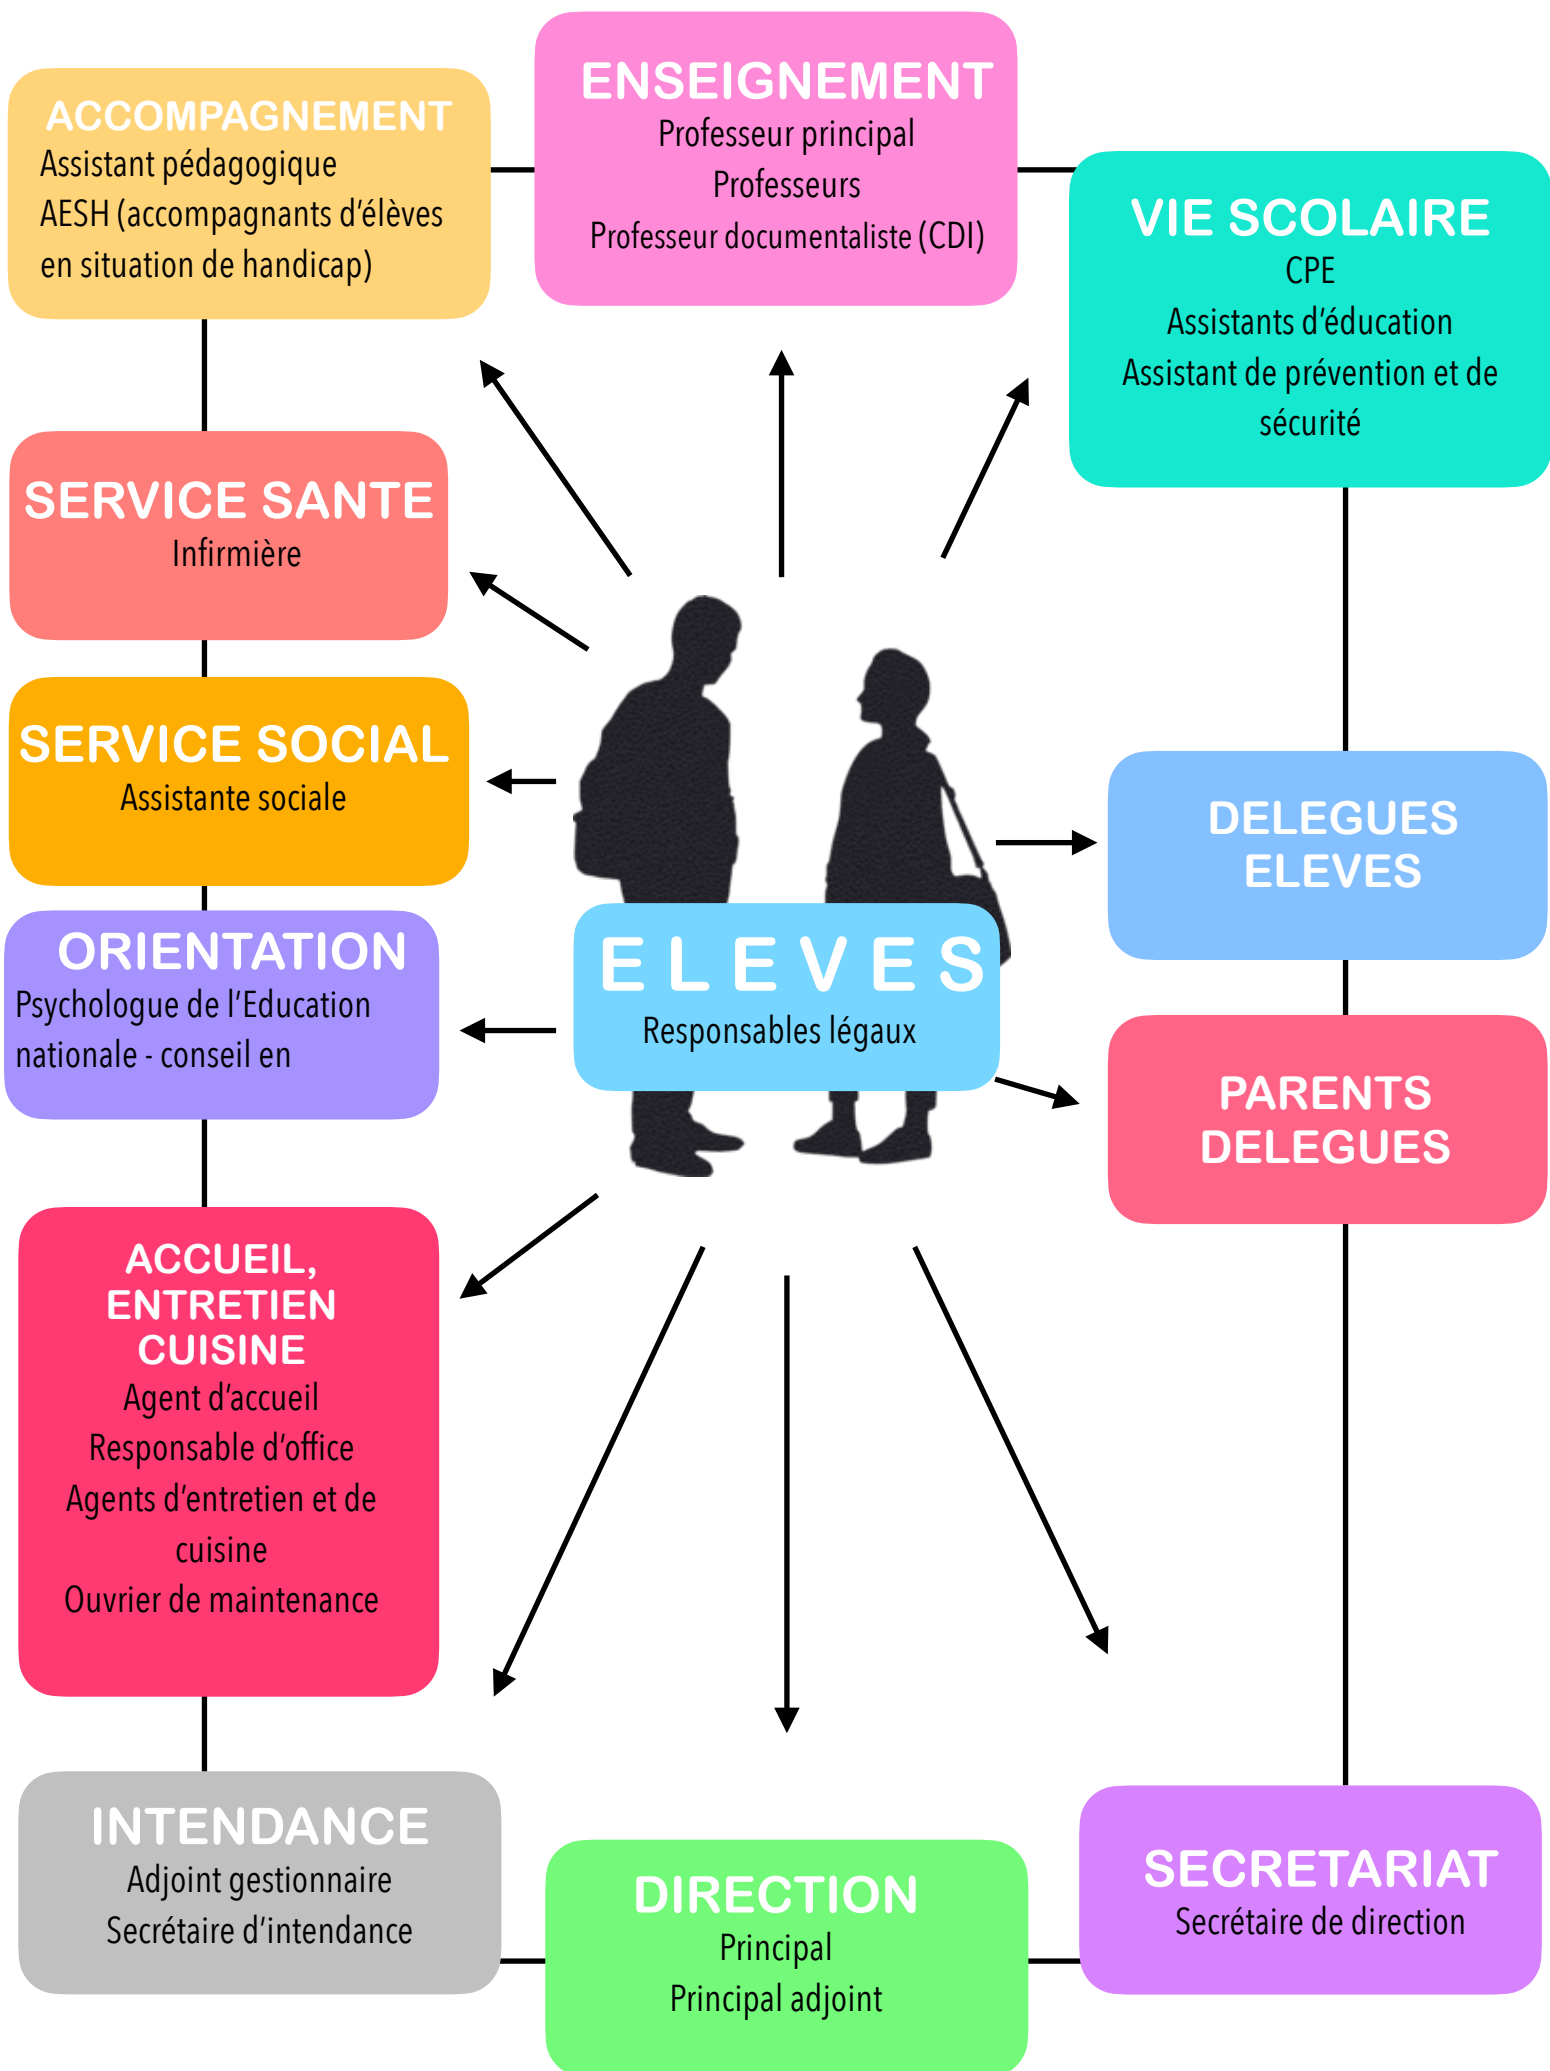 ENSEIGNEMENT
Professeur principal
Professeurs
Professeur documentaliste (CDI)
ACCOMPAGNEMENT
Assistant pédagogique
AESH (accompagnants d’élèves
en situation de handicap)
VIE SCOLAIRE
CPE
Assistants d’éducation
Assistant de prévention et de
sécurité
SERVICE SANTE
Infirmière
SERVICE SOCIAL
Assistante sociale
DELEGUES
ELEVES
ORIENTATION
Psychologue de l’Education
nationale - conseil en
E L E V E S
Responsables légaux
PARENTS
DELEGUES
ACCUEIL,
ENTRETIEN
CUISINE
Agent d’accueil
Responsable d’office
Agents d’entretien et de
cuisine
Ouvrier de maintenance
INTENDANCE
Adjoint gestionnaire
Secrétaire d’intendance
DIRECTION
Principal
Principal adjoint
SECRETARIAT
Secrétaire de direction